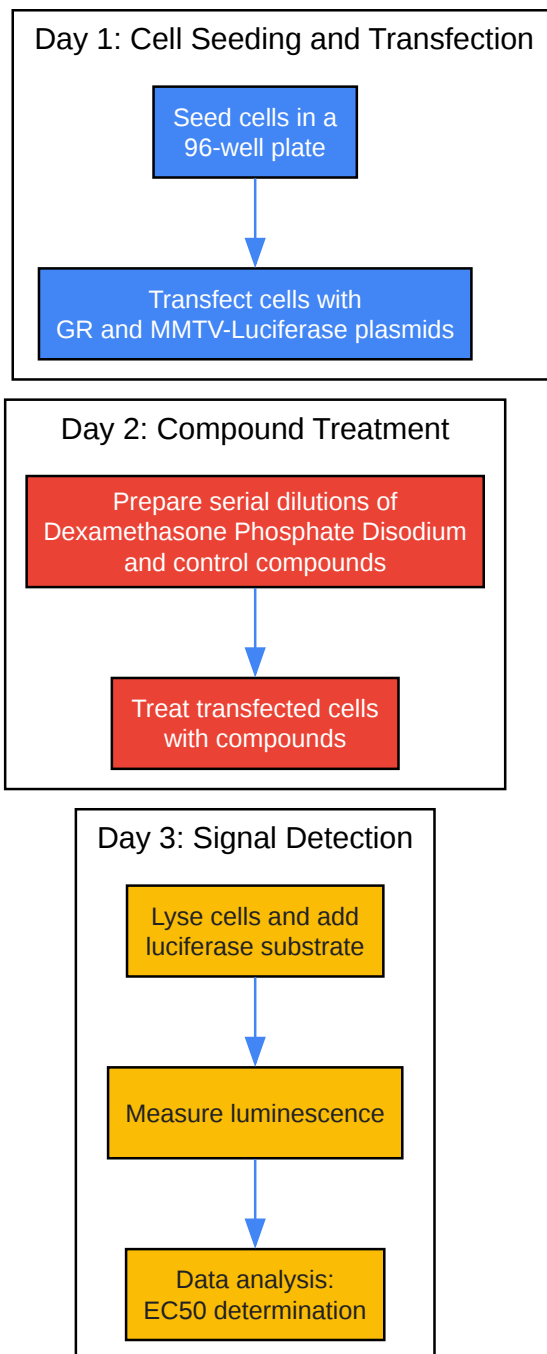 Day 1: Cell Seeding and Transfection
Seed cells in a
96-well plate
Transfect cells with
GR and MMTV-Luciferase plasmids
Day 2: Compound Treatment
Prepare serial dilutions of
Dexamethasone Phosphate Disodium
and control compounds
Treat transfected cells
with compounds
Day 3: Signal Detection
Lyse cells and add
luciferase substrate
Measure luminescence
Data analysis:
EC50 determination